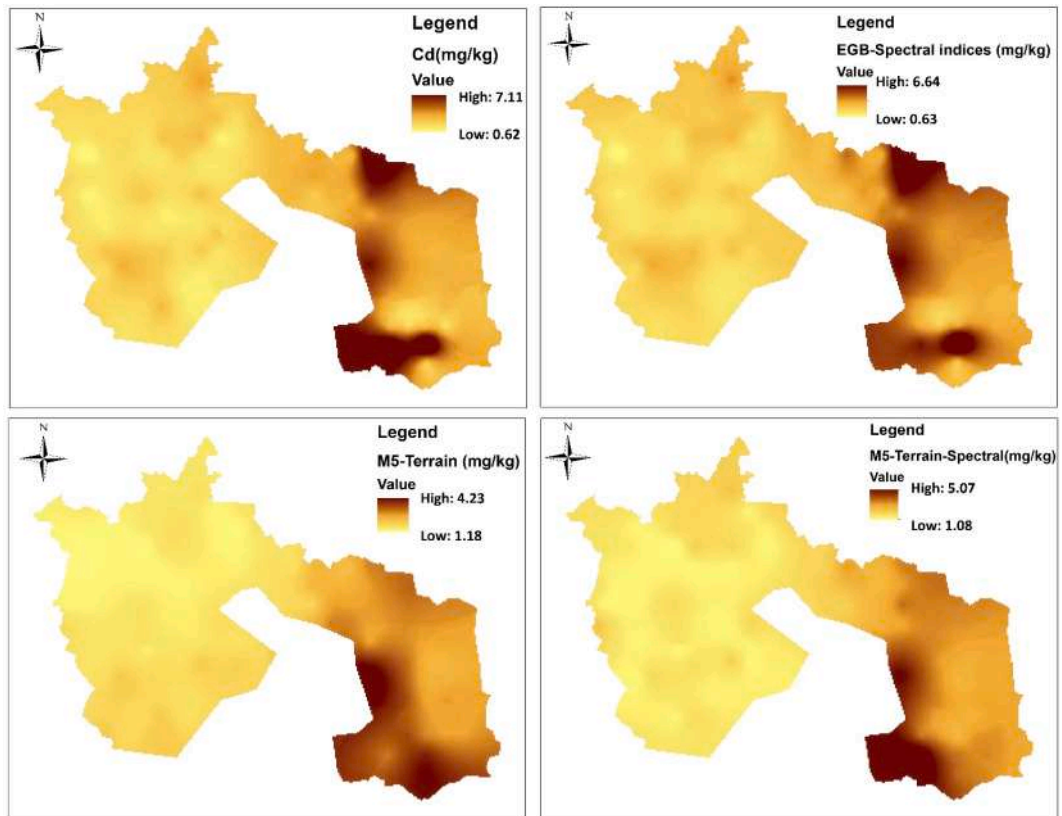 N
Legend
Cd(mg/kg)
Value
High: 7.11
Low: 0.62
N
Legend
EGB-Spectral indices (mg/kg)
Value
High: 6.64
Low: 0.63
N
Legend
M5-Terrain (mg/kg)
Value
High: 4.23
Low: 1.18
N
Legend
M5-Terrain-Spectral(mg/kg)
Value
High: 5.07
Low: 1.08